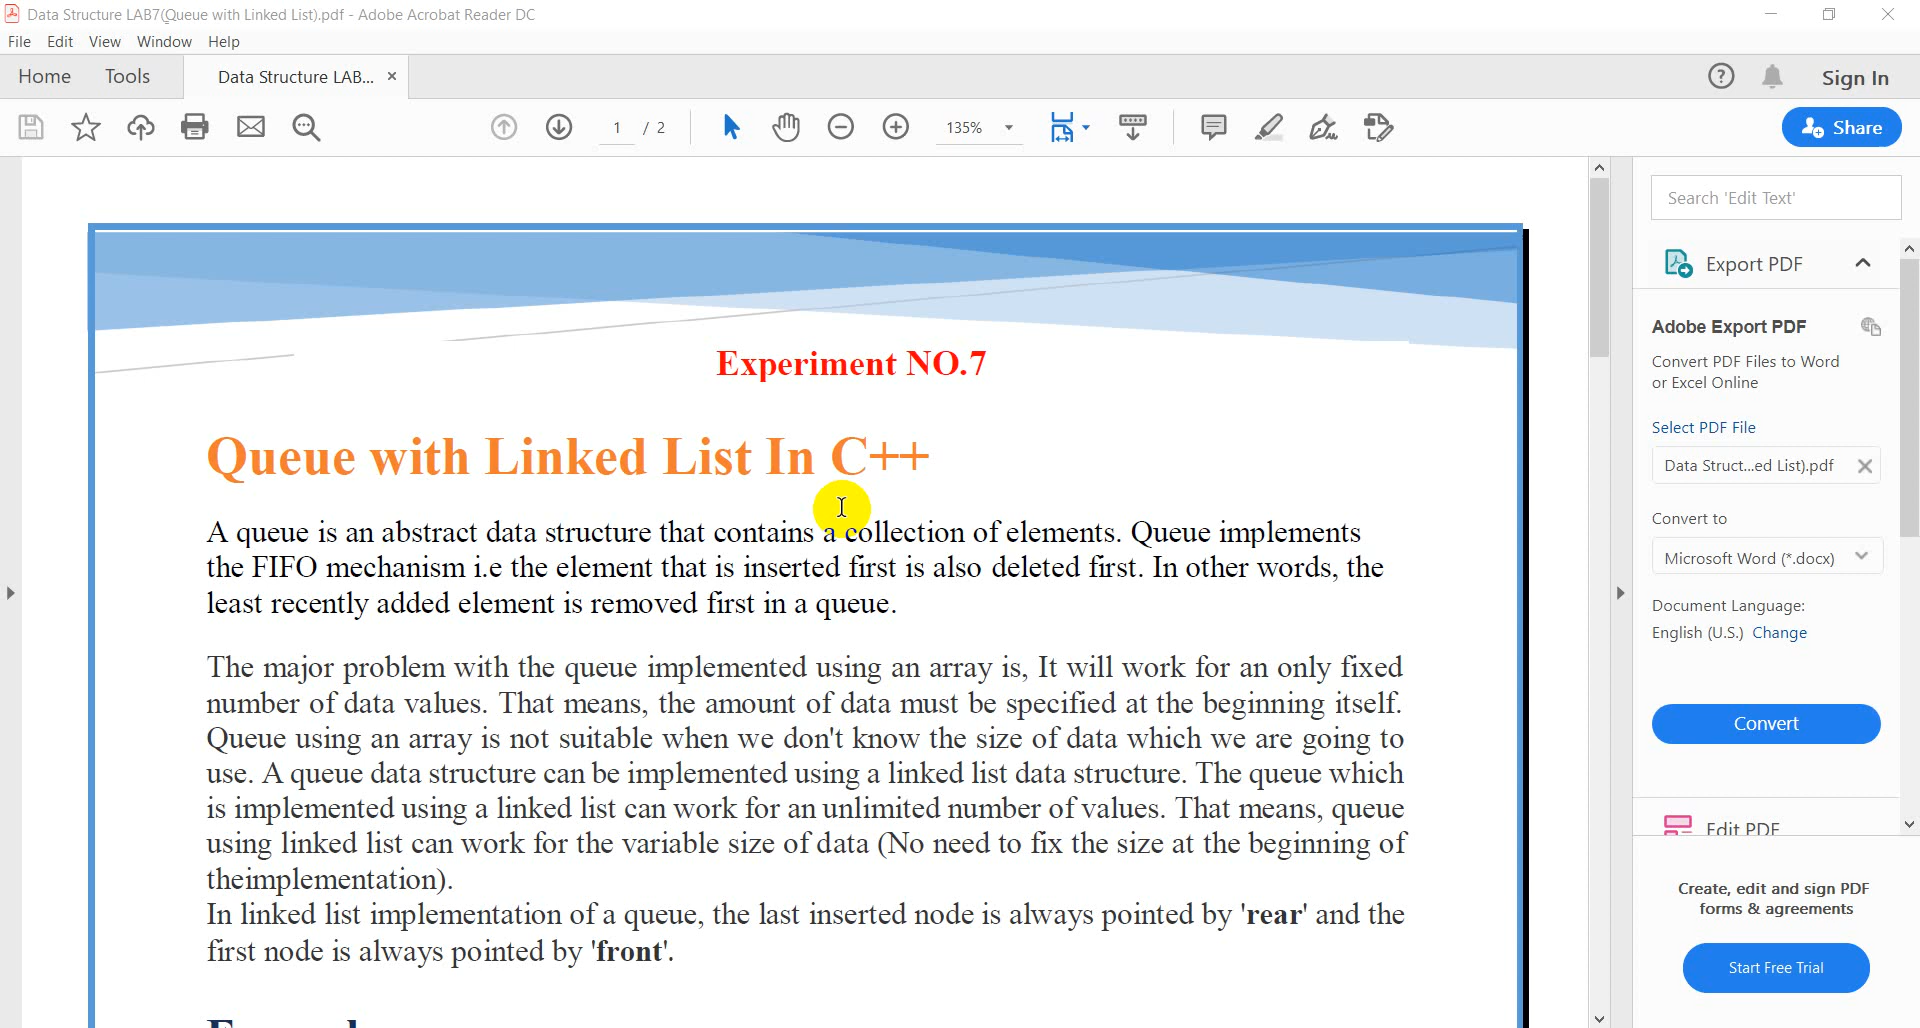 Data Structure LAB7(Queue with Linked List).pdf - Adobe Acrobat Reader DC
File Edit View Window Help
Home Tools Data Structure LAB... × Sign In
1 / 2 135% Share
Search 'Edit Text'
Export PDF
Adobe Export PDF
Convert PDF Files to Word
or Excel Online
Select PDF File
Data Struct...ed List).pdf
Convert to
Microsoft Word (*.docx)
Document Language:
English (U.S.) Change
Convert
Edit PDF
Create, edit and sign PDF
forms & agreements
Start Free Trial
Experiment NO.7
Queue with Linked List In C++
A queue is an abstract data structure that contains a collection of elements. Queue implements
the FIFO mechanism i.e the element that is inserted first is also deleted first. In other words, the
least recently added element is removed first in a queue.
The major problem with the queue implemented using an array is, It will work for an only fixed
number of data values. That means, the amount of data must be specified at the beginning itself.
Queue using an array is not suitable when we don't know the size of data which we are going to
use. A queue data structure can be implemented using a linked list data structure. The queue which
is implemented using a linked list can work for an unlimited number of values. That means, queue
using linked list can work for the variable size of data (No need to fix the size at the beginning of
theimplementation).
In linked list implementation of a queue, the last inserted node is always pointed by 'rear' and the
first node is always pointed by 'front'.